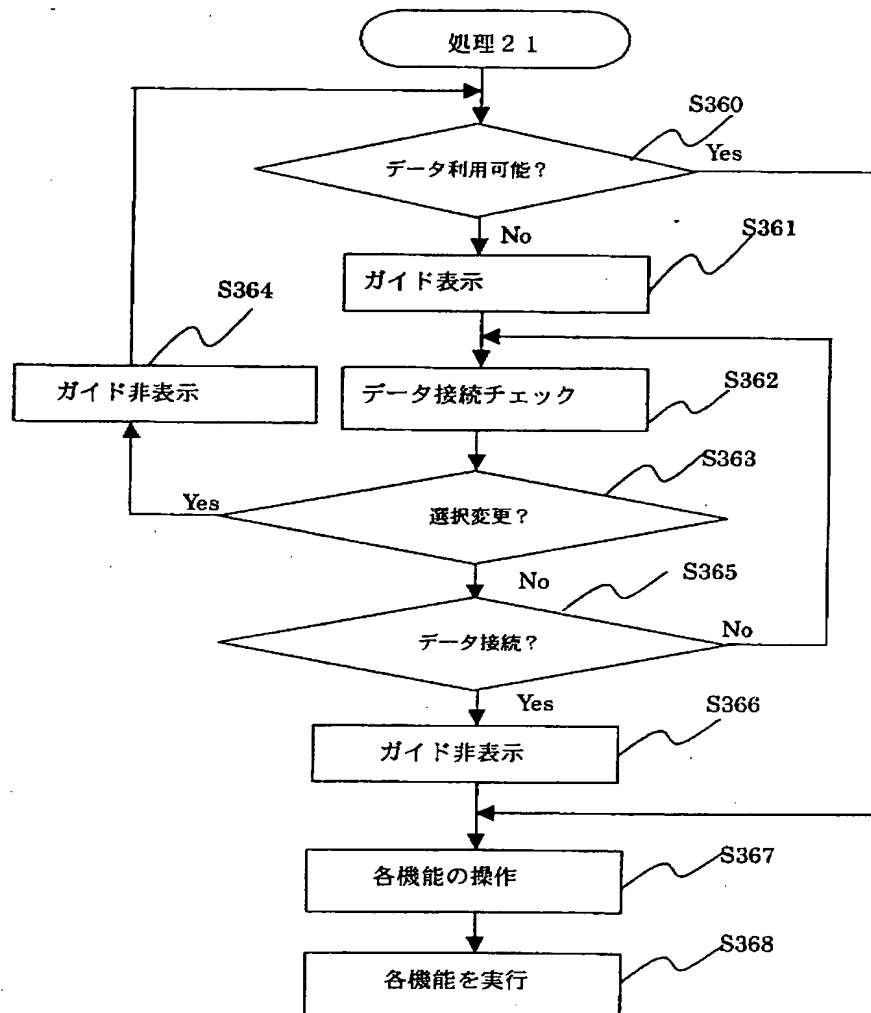 処理21
S360
データ利用可能?
Yes
No
S361
ガイド表示
S364
ガイド非表示
S362
データ接続チェック
S363
選択変更?
Yes
No
S365
データ接続?
No
Yes
S366
ガイド非表示
S367
各機能の操作
S368
各機能を実行